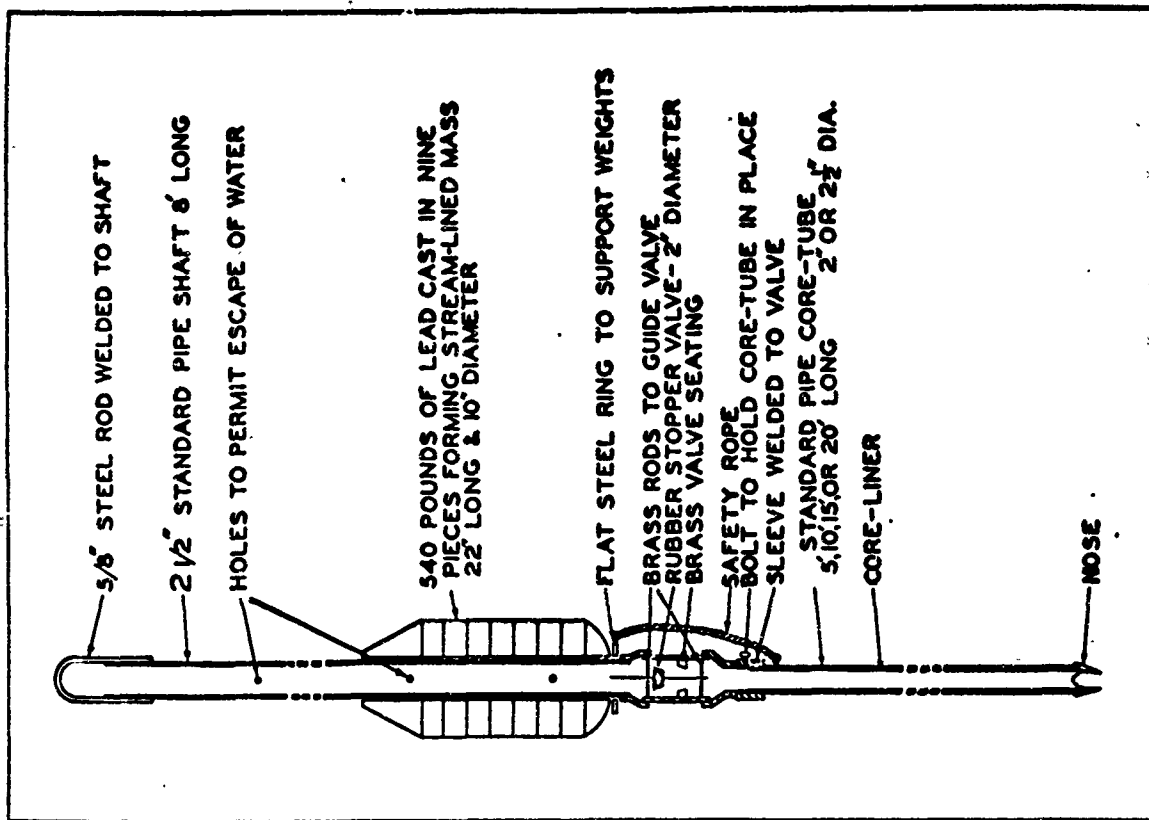 5/8" STEEL ROD WELDED TO SHAFT
2 1/2" STANDARD PIPE SHAFT 8' LONG
HOLES TO PERMIT ESCAPE OF WATER
540 POUNDS OF LEAD CAST IN NINE
PIECES FORMING STREAM-LINED MASS
22" LONG & 10" DIAMETER
FLAT STEEL RING TO SUPPORT WEIGHTS
BRASS RODS TO GUIDE VALVE
RUBBER STOPPER VALVE-2" DIAMETER
BRASS VALVE SEATING
SAFETY ROPE
BOLT TO HOLD CORE-TUBE IN PLACE
SLEEVE WELDED TO VALVE
STANDARD PIPE CORE-TUBE
5', 10', 15', OR 20' LONG 2" OR 2 1/2" DIA.
CORE-LINER
NOSE